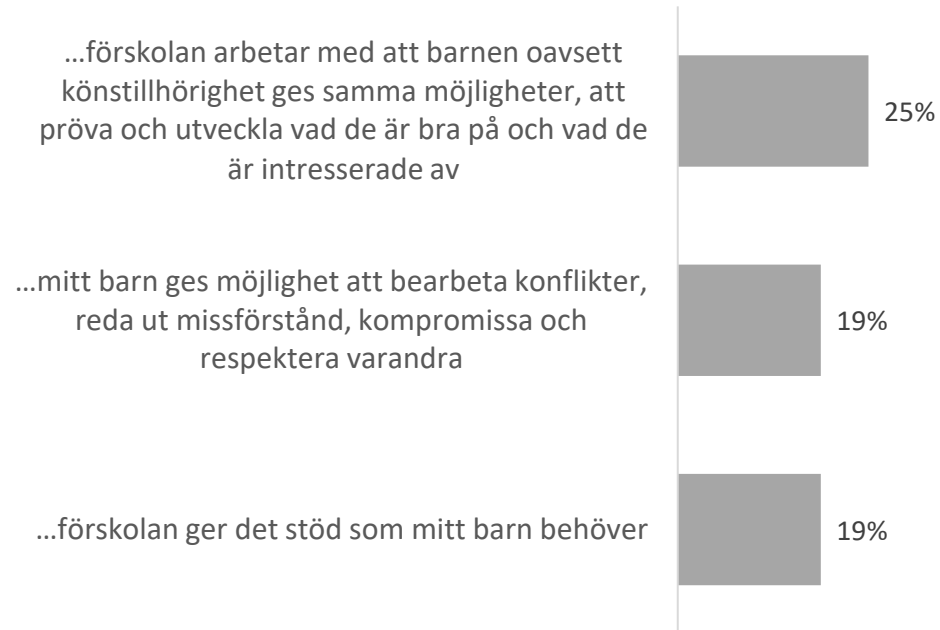 …förskolan arbetar med att barnen oavsett
könstillhörighet ges samma möjligheter, att
pröva och utveckla vad de är bra på och vad de
är intresserade av
25%
…mitt barn ges möjlighet att bearbeta konflikter,
reda ut missförstånd, kompromissa och
respektera varandra
19%
…förskolan ger det stöd som mitt barn behöver
19%